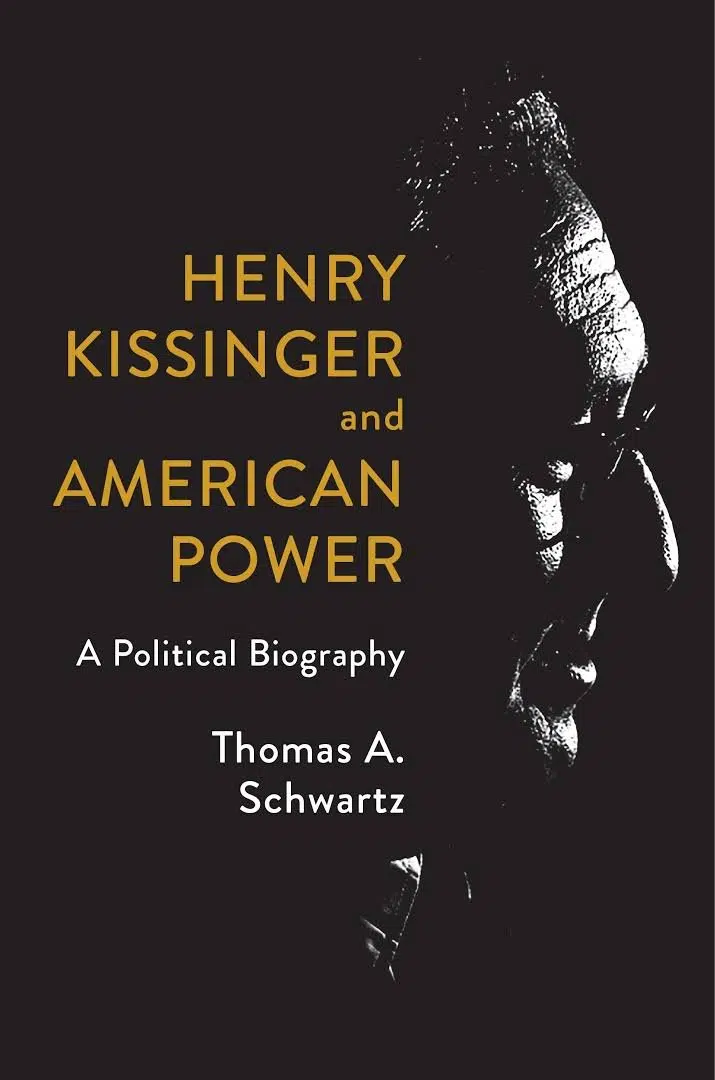 HENRY
KISSINGER
and
AMERICAN
POWER
A Political Biography
Thomas A.
Schwartz